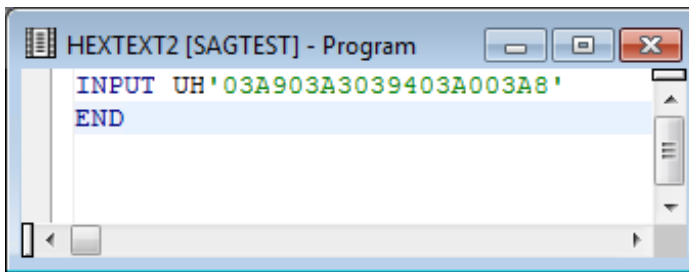 HEXTEXT2 [SAGTEST] - Program
INPUT UH'03A903A3039403A003A8'
END